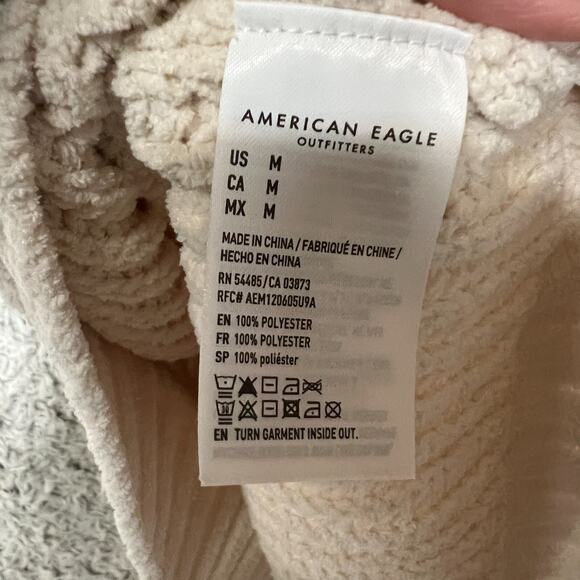 AMERICAN EAGLE
OUTFITTERS
US M
CA M
MX M
MADE IN CHINA / FABRIQUÉ EN CHINE /
HECHO EN CHINA
RN 54485 / CA 03873
RFC# AEM120605U9A
EN 100% POLYESTER
FR 100% POLYESTER
SP 100% poliéster
EN TURN GARMENT INSIDE OUT.